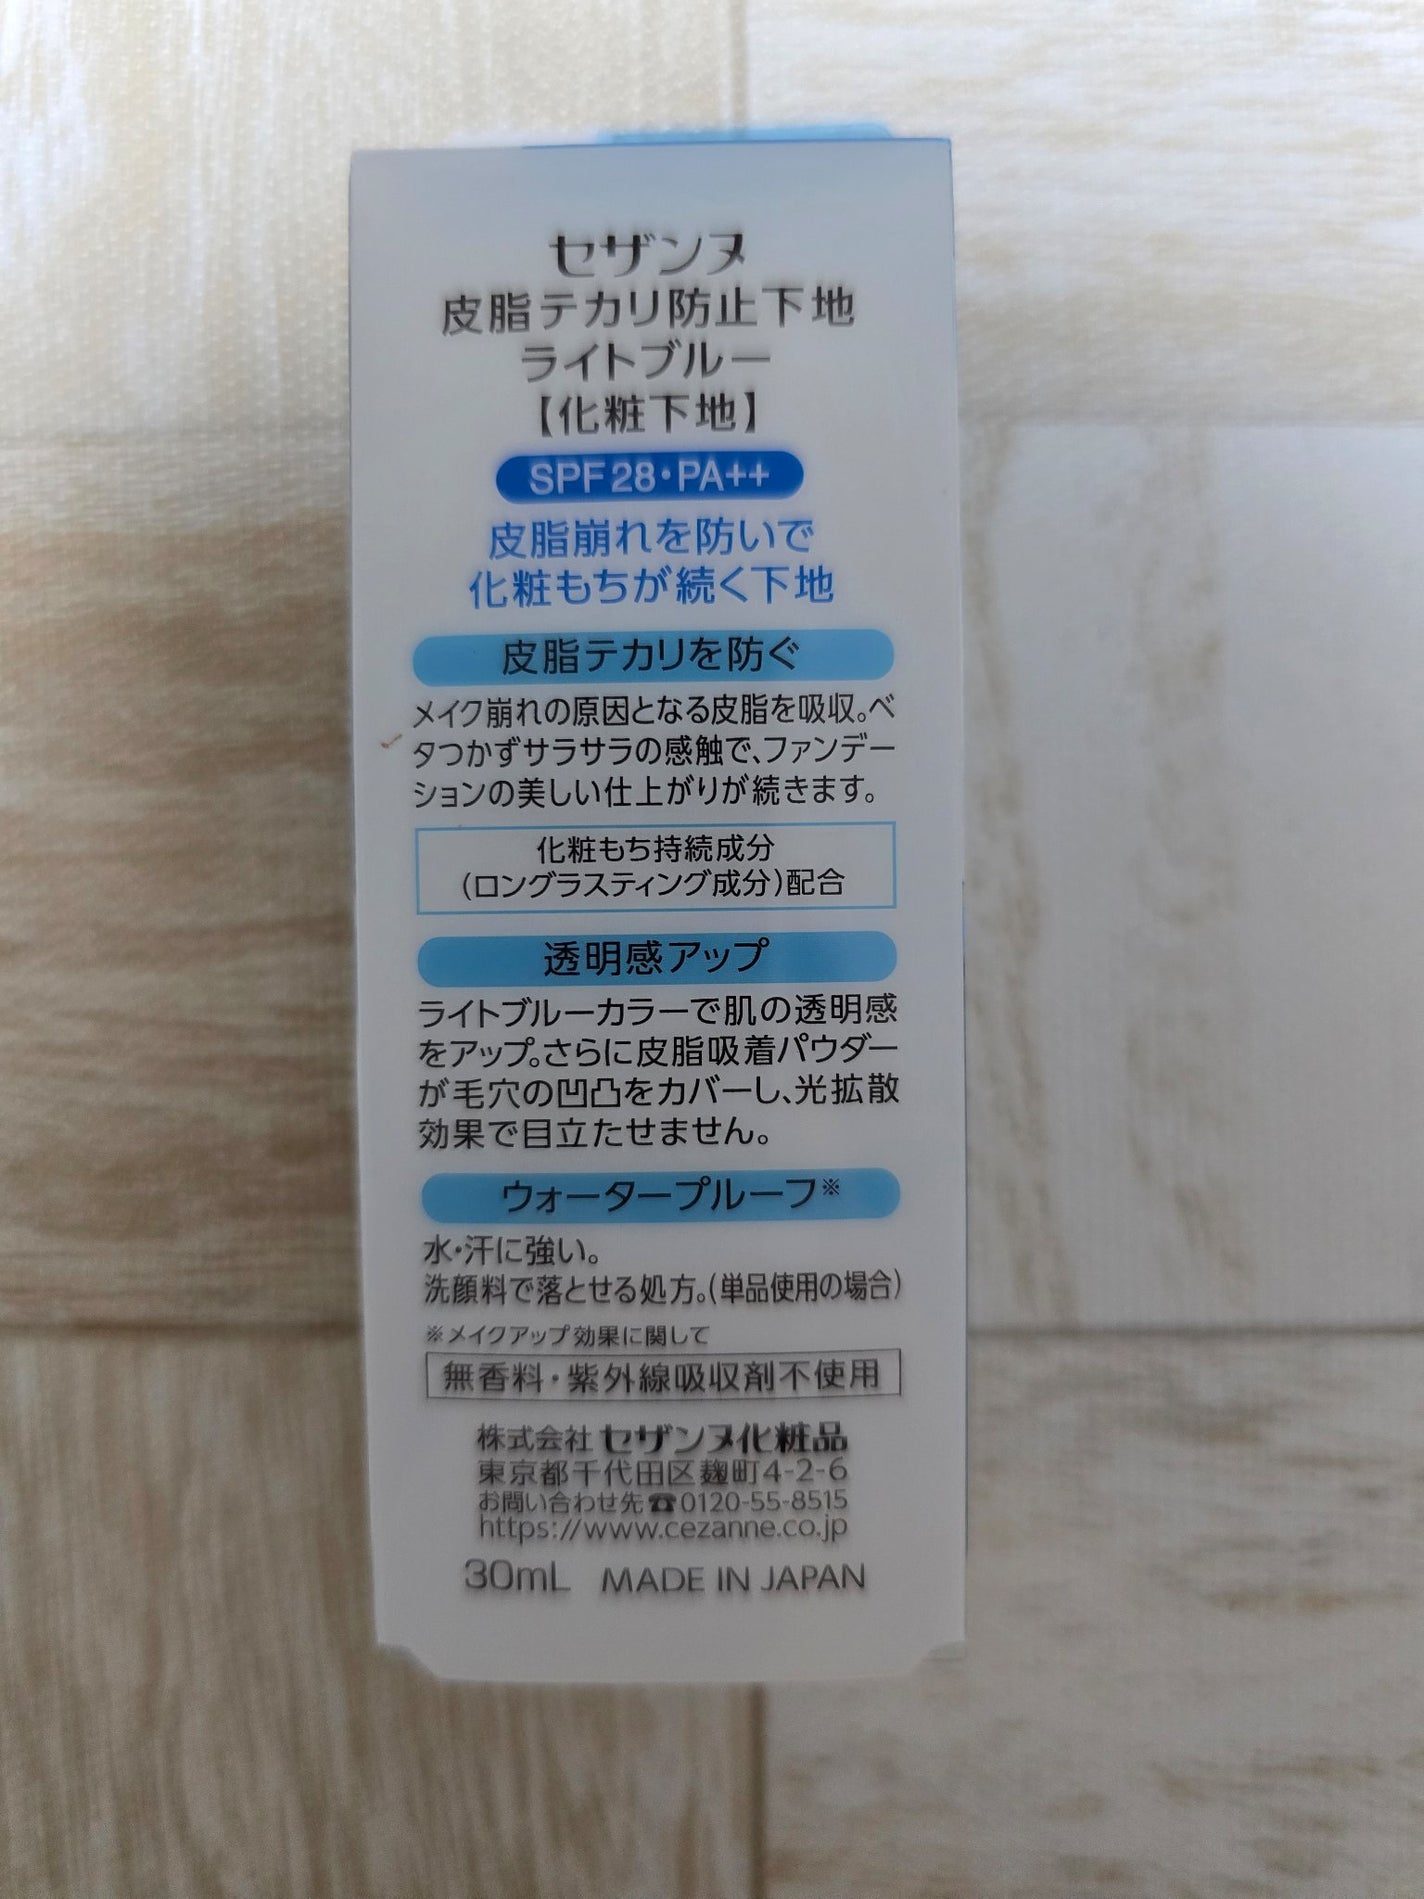 セザンヌ
皮脂テカリ防止下地
ライトブルー
【化粧下地】
SPF28・PA++
皮脂崩れを防いで
化粧もちが続く下地
皮脂テカリを防ぐ
メイク崩れの原因となる皮脂を吸収。ベ
タつかずサラサラの感触で、ファンデー
ションの美しい仕上がりが続きます。
化粧もち持続成分
(ロングラスティング成分)配合
透明感アップ
ライトブルーカラーで肌の透明感
をアップ。さらに皮脂吸着パウダー
が毛穴の凹凸をカバーし、光拡散
効果で目立たせません。
ウォータープルーフ※
水・汗に強い。
洗顔料で落とせる処方。(単品使用の場合)
※メイクアップ効果に関して
無香料・紫外線吸収剤不使用
株式会社 セザンヌ化粧品
東京都千代田区麹町4-2-6
お問い合わせ先☎0120-55-8515
https://www.cezanne.co.jp
30mL MADE IN JAPAN